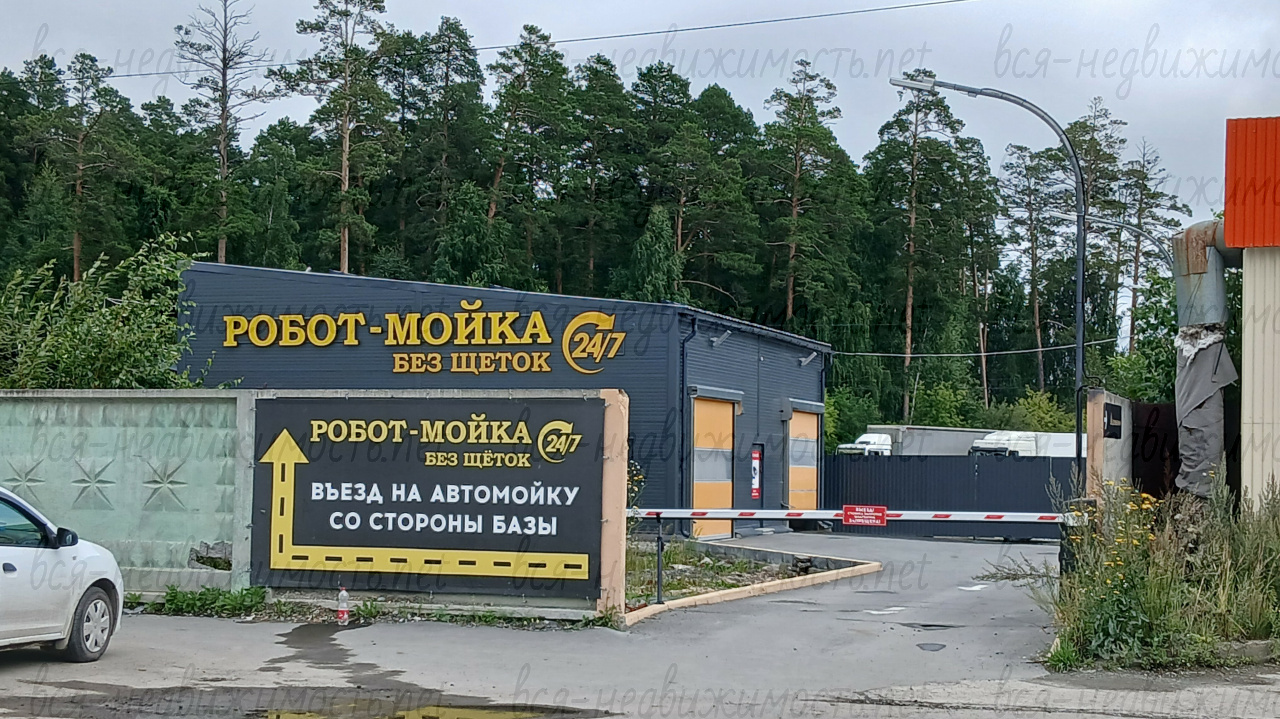 РОБОТ-МОЙКА
БЕЗ ЩЕТОК
24/7
РОБОТ-МОЙКА
БЕЗ ЩЁТОК
24/7
ВЪЕЗД НА АВТОМОЙКУ
СО СТОРОНЫ БАЗЫ
ВЫЕЗД
вся-недвижимость.net